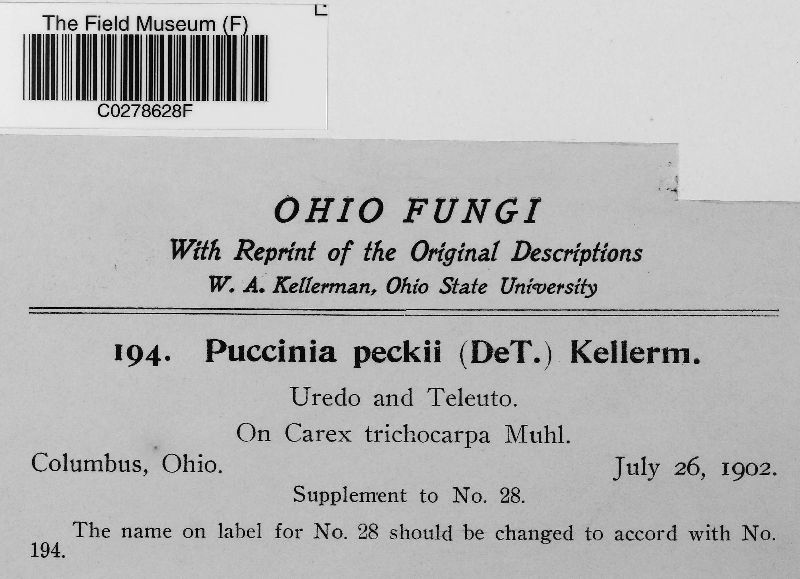 The Field Museum (F)
C0278628F
OHIO FUNGI
With Reprint of the Original Descriptions
W. A. Kellerman, Ohio State University
194. Puccinia peckii (DeT.) Kellerm.
Uredo and Teleuto.
On Carex trichocarpa Muhl.
Columbus, Ohio. July 26, 1902.
Supplement to No. 28.
The name on label for No. 28 should be changed to accord with No.
194.